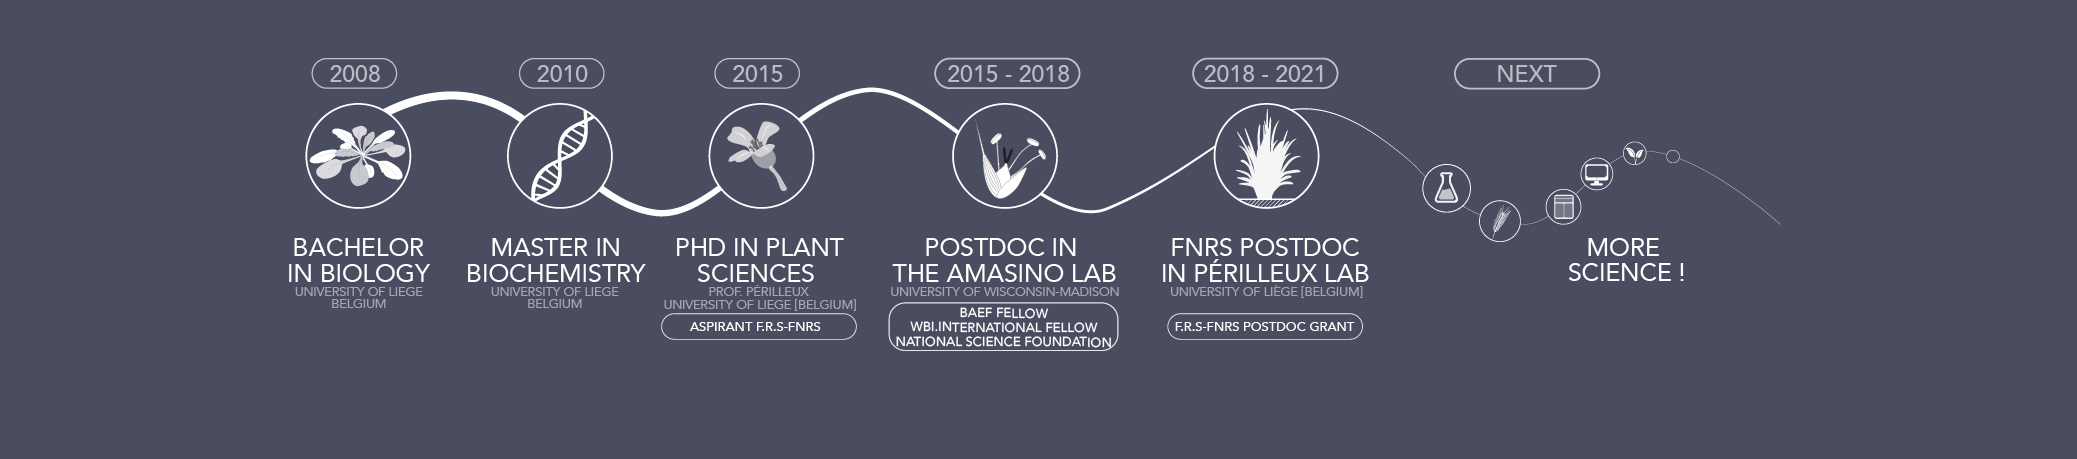 2008
2010
2015
2015 - 2018
2018 - 2021
NEXT
BACHELOR
IN BIOLOGY
UNIVERSITY OF LIEGE
BELGIUM
MASTER IN
BIOCHEMISTRY
UNIVERSITY OF LIEGE
BELGIUM
PHD IN PLANT
SCIENCES
PROF. PÉRILLEUX
UNIVERSITY OF LIEGE [BELGIUM]
ASPIRANT F.R.S-FNRS
POSTDOC IN
THE AMASINO LAB
UNIVERSITY OF WISCONSIN-MADISON
BAEF FELLOW
WBI.INTERNATIONAL FELLOW
NATIONAL SCIENCE FOUNDATION
FNRS POSTDOC
IN PÉRILLEUX LAB
UNIVERSITY OF LIÈGE [BELGIUM]
F.R.S-FNRS POSTDOC GRANT
MORE
SCIENCE !